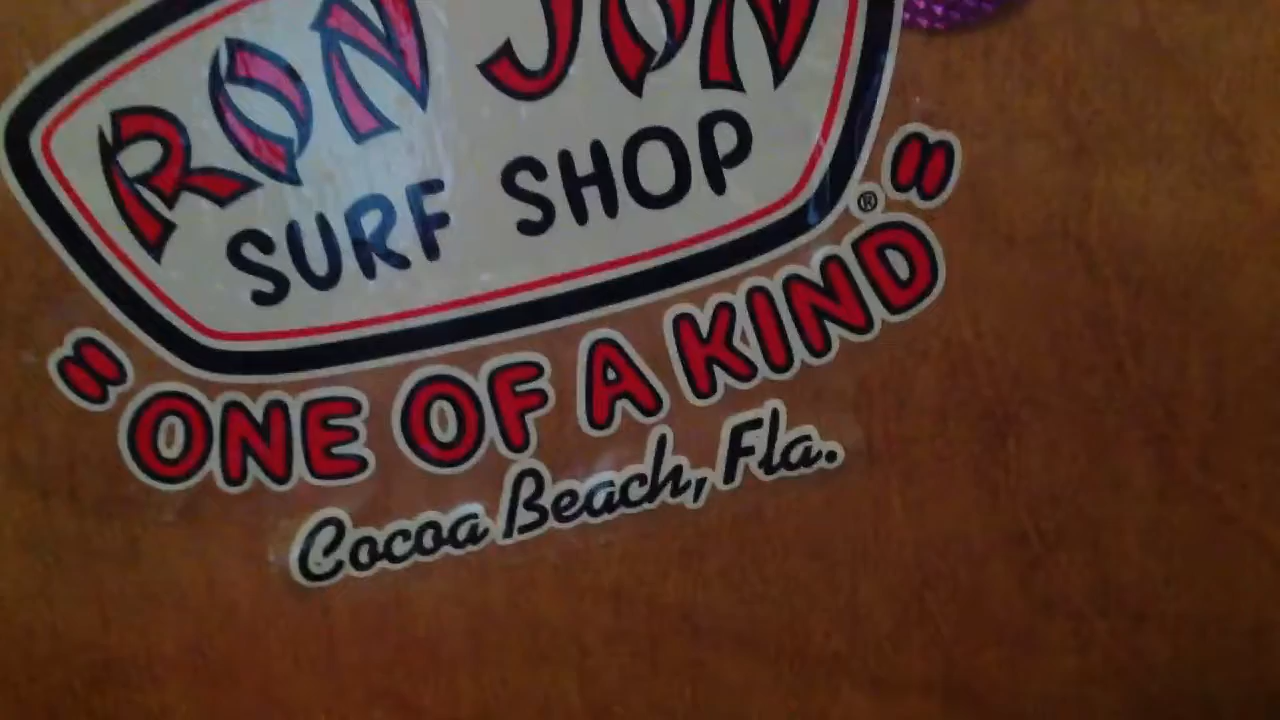 RON JON
SURF SHOP
®
"ONE OF A KIND"
Cocoa Beach, Fla.